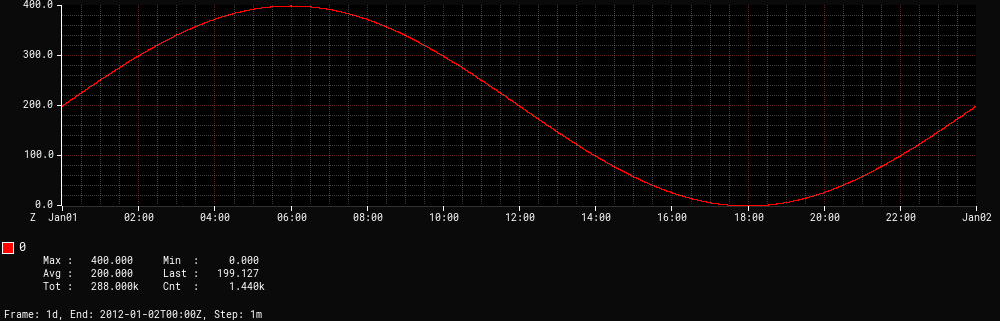 400.0
300.0
200.0
100.0
0.0
Z Jan01 02:00 04:00 06:00 08:00 10:00 12:00 14:00 16:00 18:00 20:00 22:00 Jan02
0
Max : 400.000 Min : 0.000
Avg : 200.000 Last : 199.127
Tot : 288.000k Cnt : 1.440k
Frame: 1d, End: 2012-01-02T00:00Z, Step: 1m